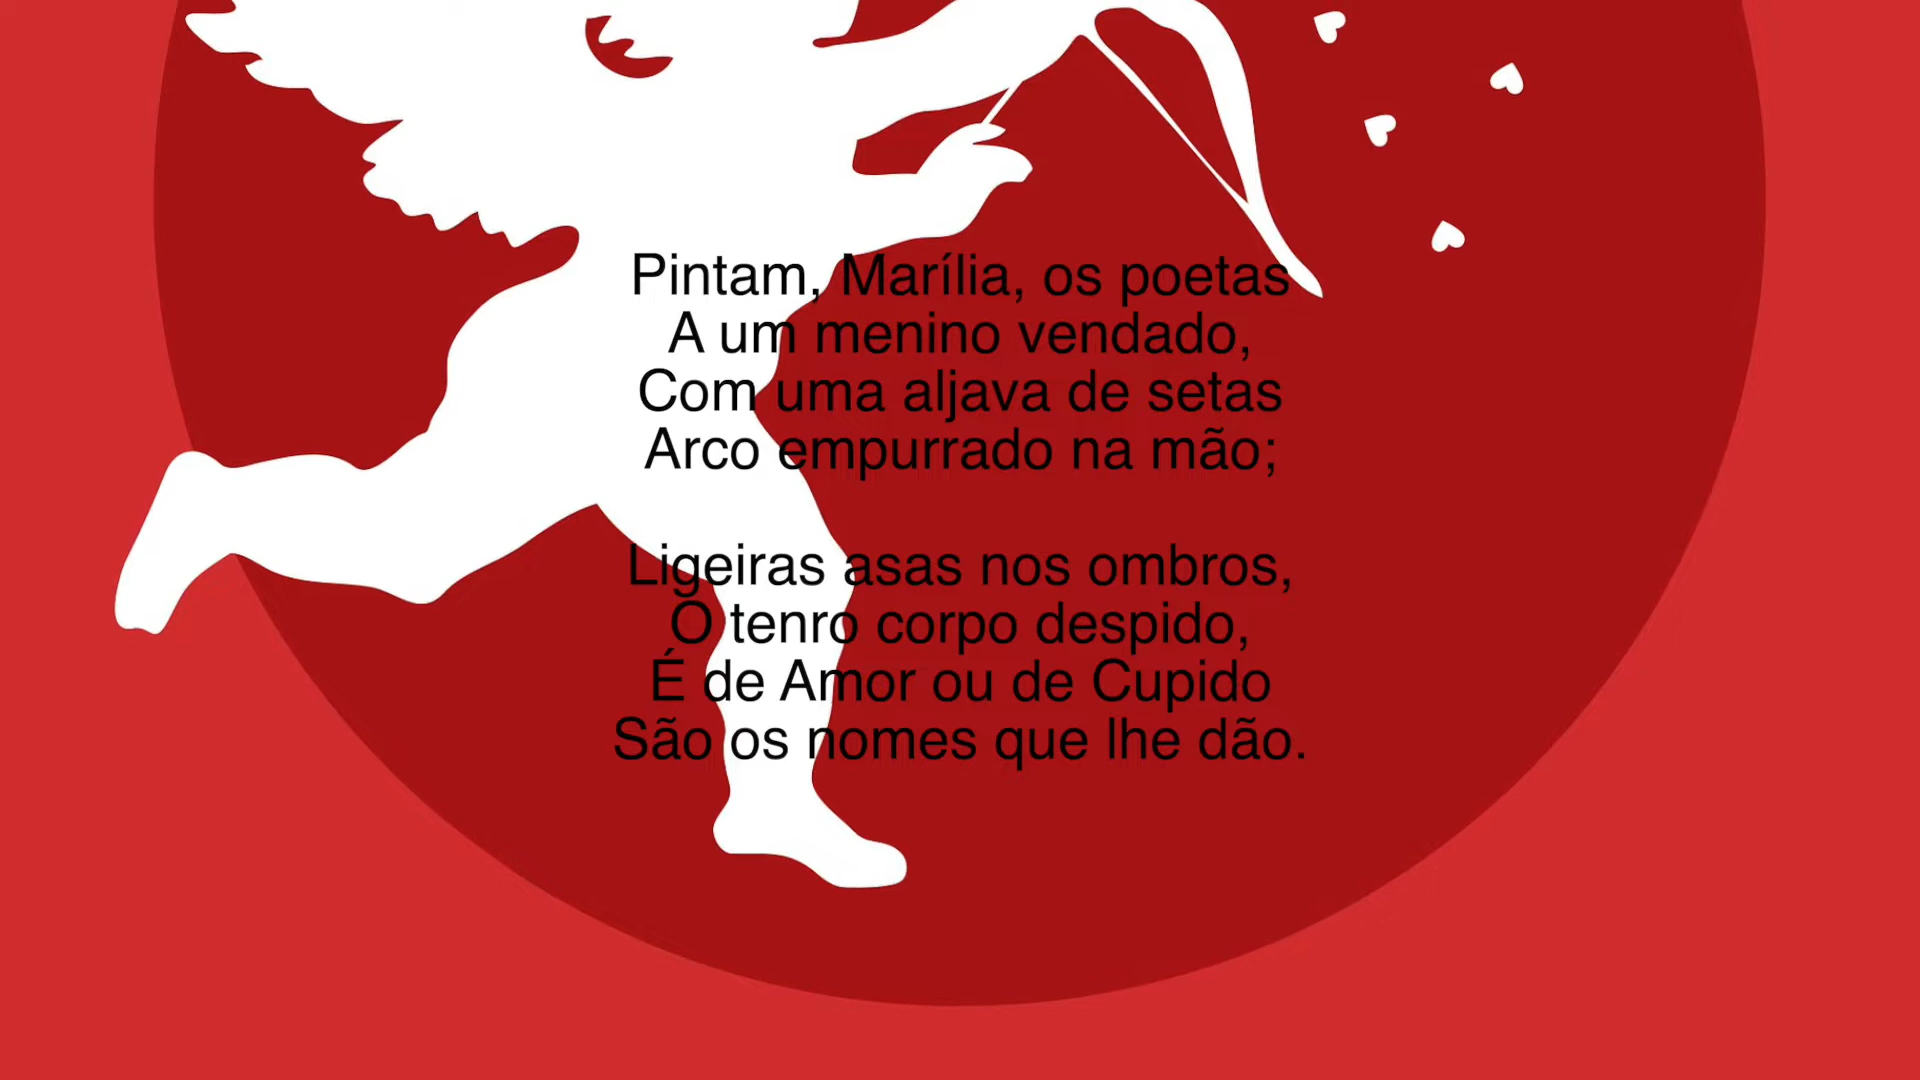 Pintam, Marília, os poetas
A um menino vendado,
Com uma aljava de setas
Arco empurrado na mão;
Ligeiras asas nos ombros,
O tenro corpo despido,
É de Amor ou de Cupido
São os nomes que lhe dão.